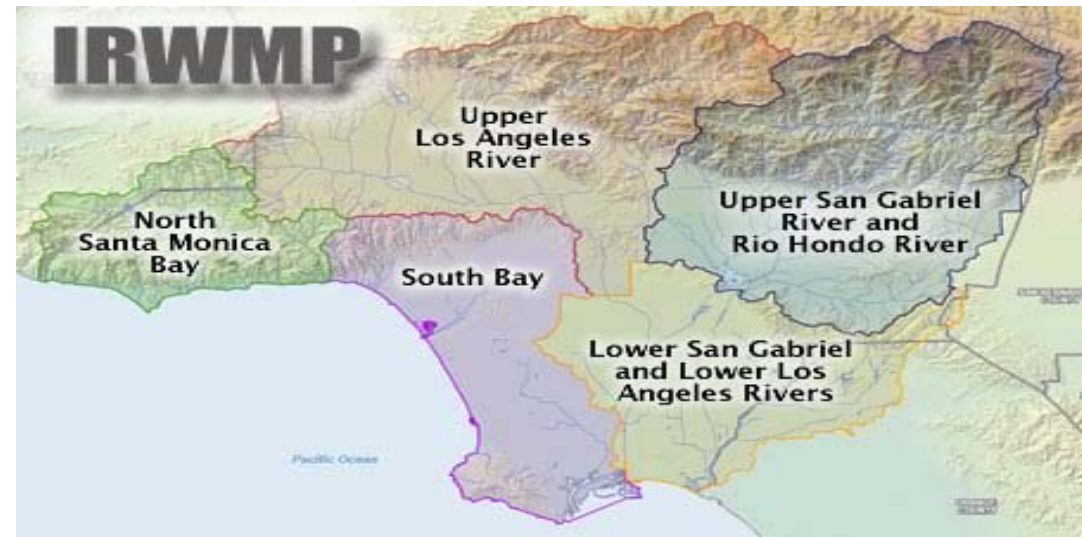 IRWMP
Upper
Los Angeles
River
North
Santa Monica
Bay
South Bay
Upper San Gabriel
River and
Rio Hondo River
Lower San Gabriel
and Lower Los
Angeles Rivers
Pacific Ocean